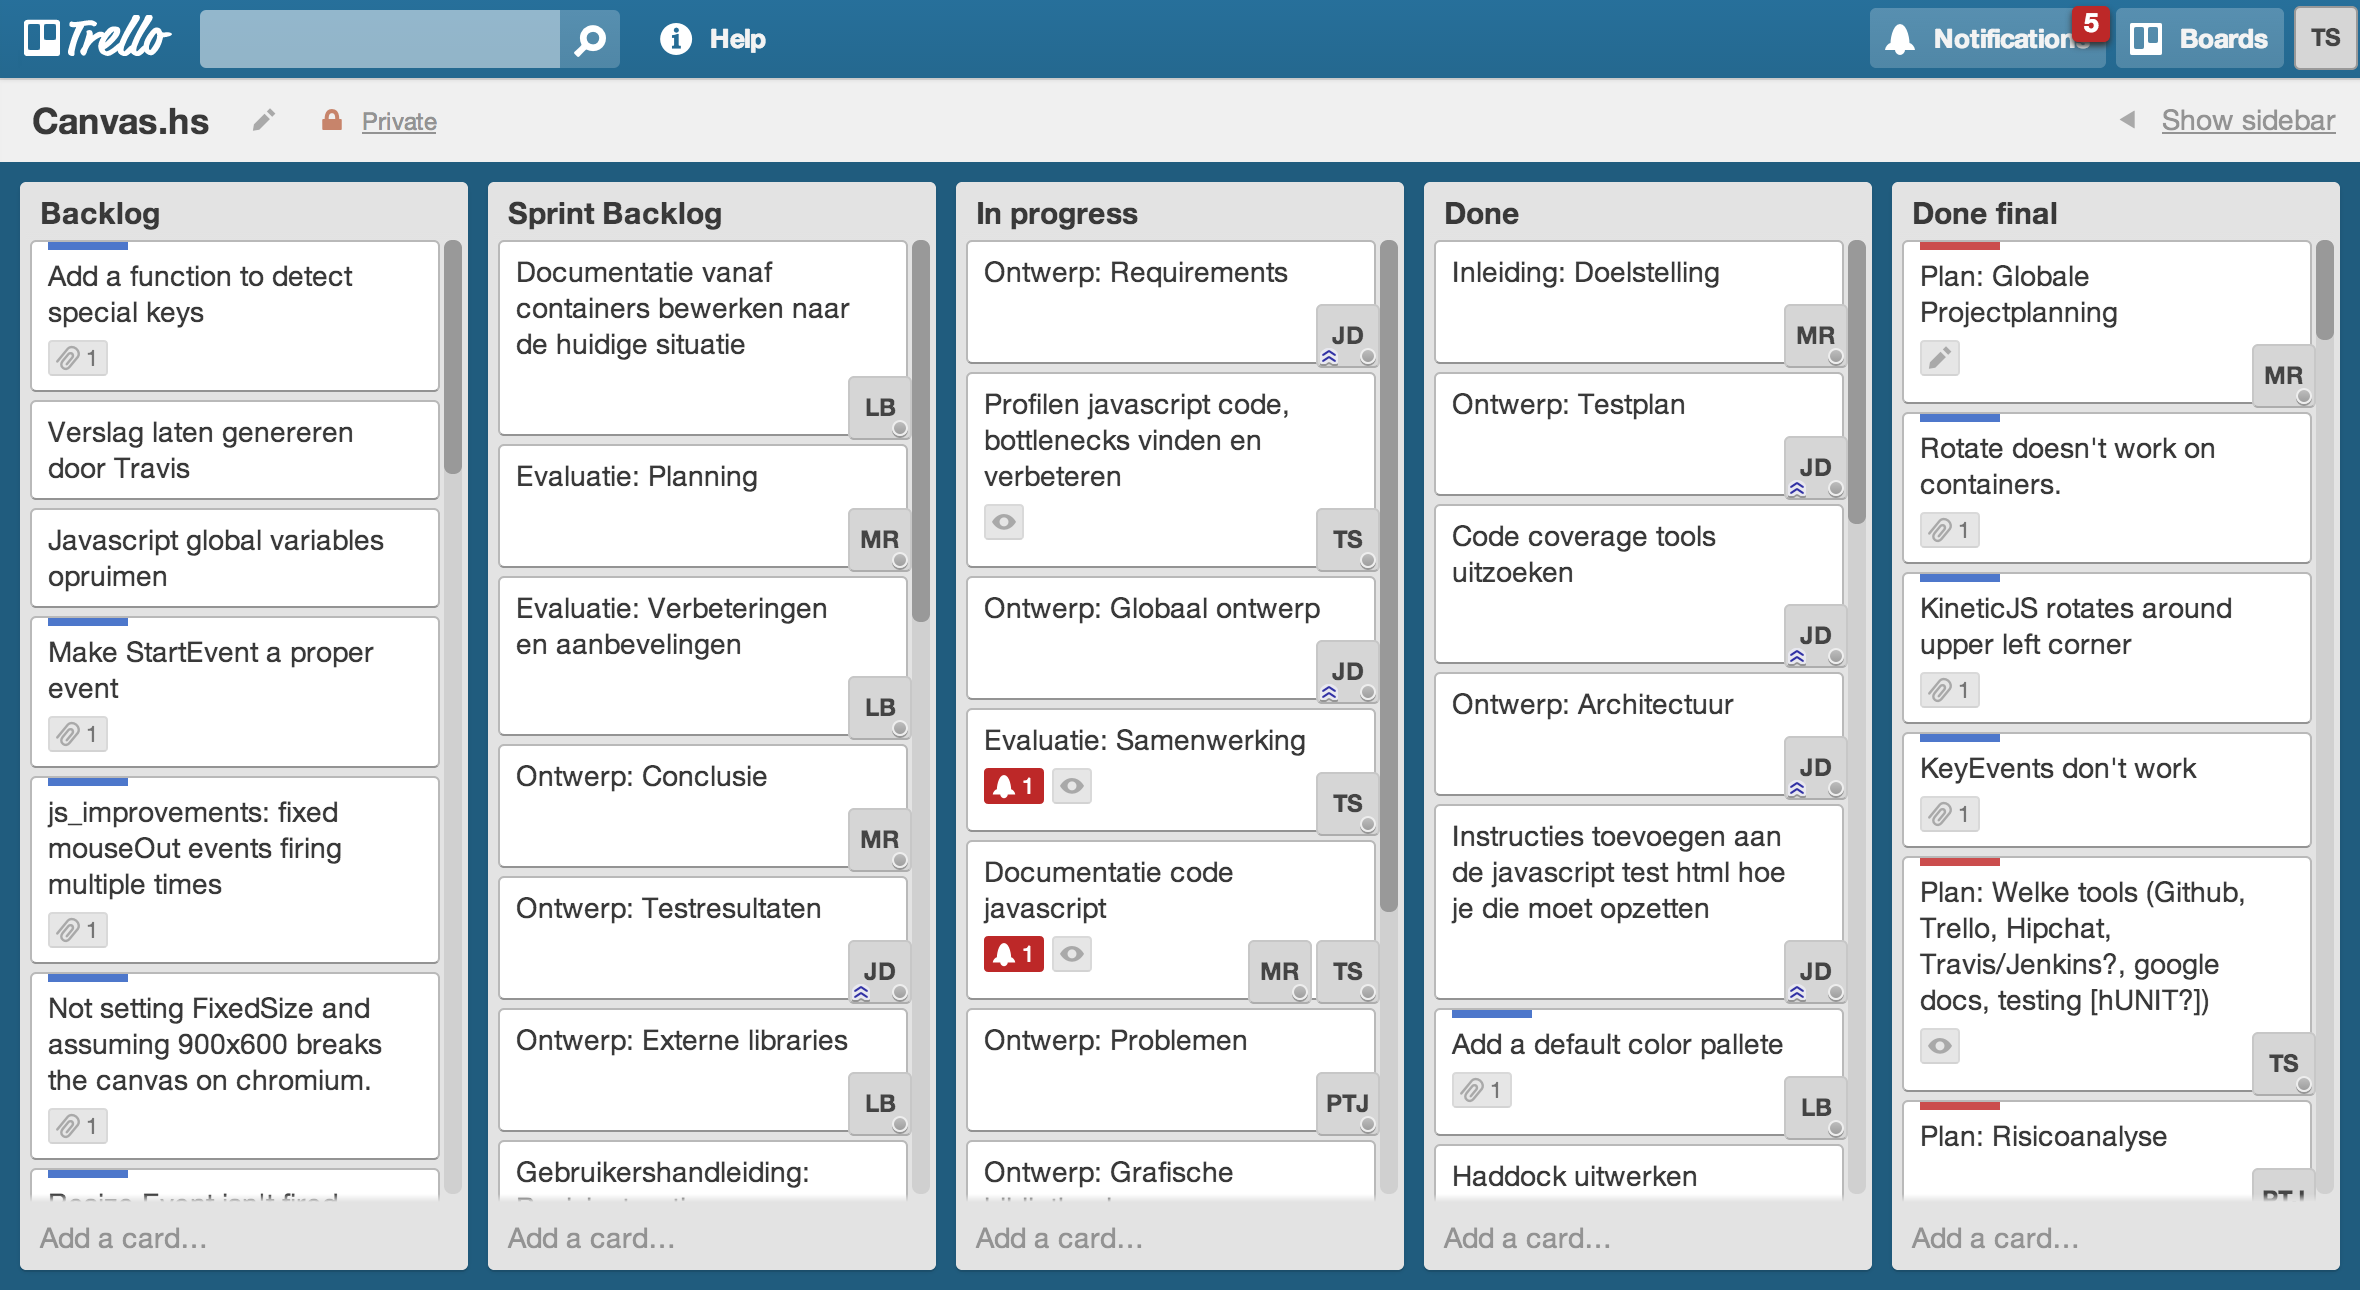 Trello
Help
Notifications
5
Boards
TS
Canvas.hs
Private
Show sidebar
Backlog
Add a function to detect
special keys
1
Verslag laten genereren
door Travis
Javascript global variables
opruimen
Make StartEvent a proper
event
1
js_improvements: fixed
mouseOut events firing
multiple times
1
Not setting FixedSize and
assuming 900x600 breaks
the canvas on chromium.
1
Resize Event isn't fired
Add a card...
Sprint Backlog
Documentatie vanaf
containers bewerken naar
de huidige situatie
LB
Evaluatie: Planning
MR
Evaluatie: Verbeteringen
en aanbevelingen
LB
Ontwerp: Conclusie
MR
Ontwerp: Testresultaten
JD
Ontwerp: Externe libraries
LB
Gebruikershandleiding:
Add a card...
In progress
Ontwerp: Requirements
JD
Profilen javascript code,
bottlenecks vinden en
verbeteren
TS
Ontwerp: Globaal ontwerp
JD
Evaluatie: Samenwerking
1
TS
Documentatie code
javascript
1
MR TS
Ontwerp: Problemen
PTJ
Ontwerp: Grafische
Add a card...
Done
Inleiding: Doelstelling
MR
Ontwerp: Testplan
JD
Code coverage tools
uitzoeken
JD
Ontwerp: Architectuur
JD
Instructies toevoegen aan
de javascript test html hoe
je die moet opzetten
JD
Add a default color pallete
1
LB
Haddock uitwerken
Add a card...
Done final
Plan: Globale
Projectplanning
MR
Rotate doesn't work on
containers.
1
KineticJS rotates around
upper left corner
1
KeyEvents don't work
1
Plan: Welke tools (Github,
Trello, Hipchat,
Travis/Jenkins?, google
docs, testing [hUNIT?])
TS
Plan: Risicoanalyse
PTJ
Add a card...